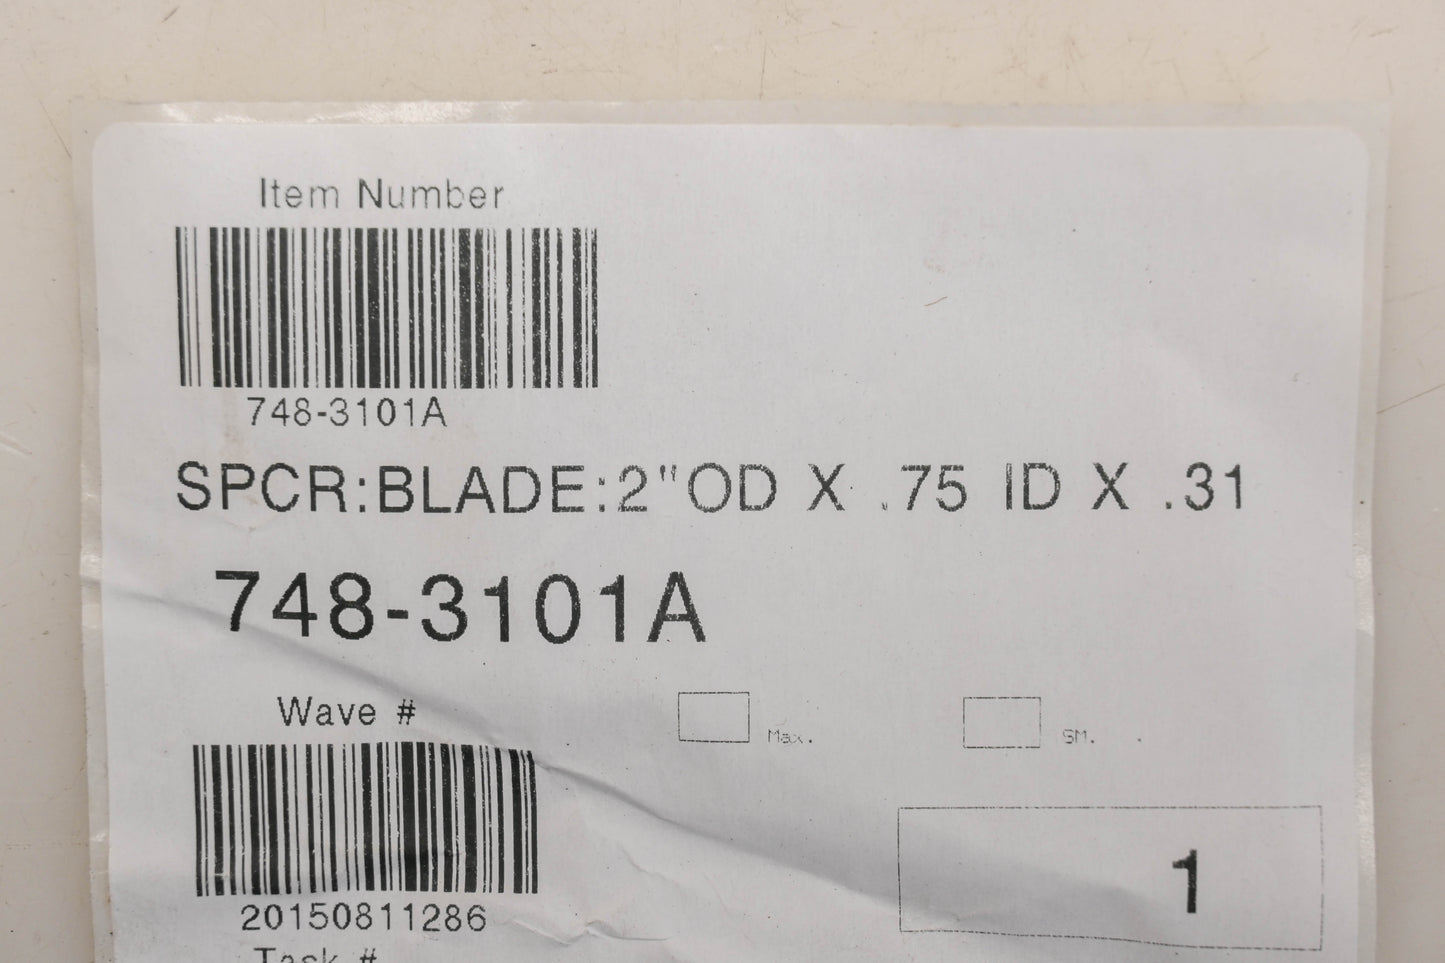 Item Number
748-3101A
SPCR:BLADE:2"OD X .75 ID X .31
748-3101A
Wave #
Max.
SM.
20150811286
1
Task #